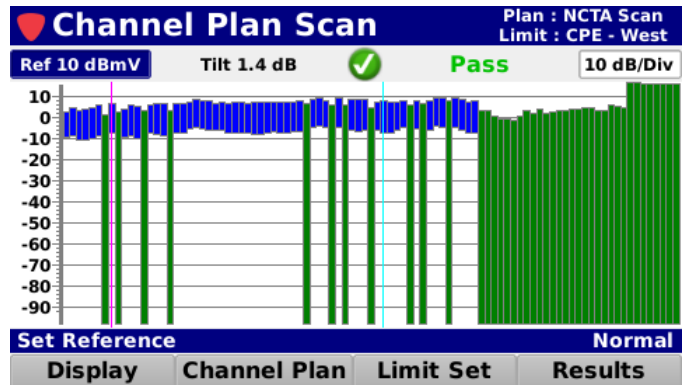 Channel Plan Scan
Plan : NCTA Scan
Limit : CPE - West
Ref 10 dBmV Tilt 1.4 dB Pass 10 dB/Div
10
0
-10
-20
-30
-40
-50
-60
-70
-80
-90
Set Reference Normal
Display Channel Plan Limit Set Results